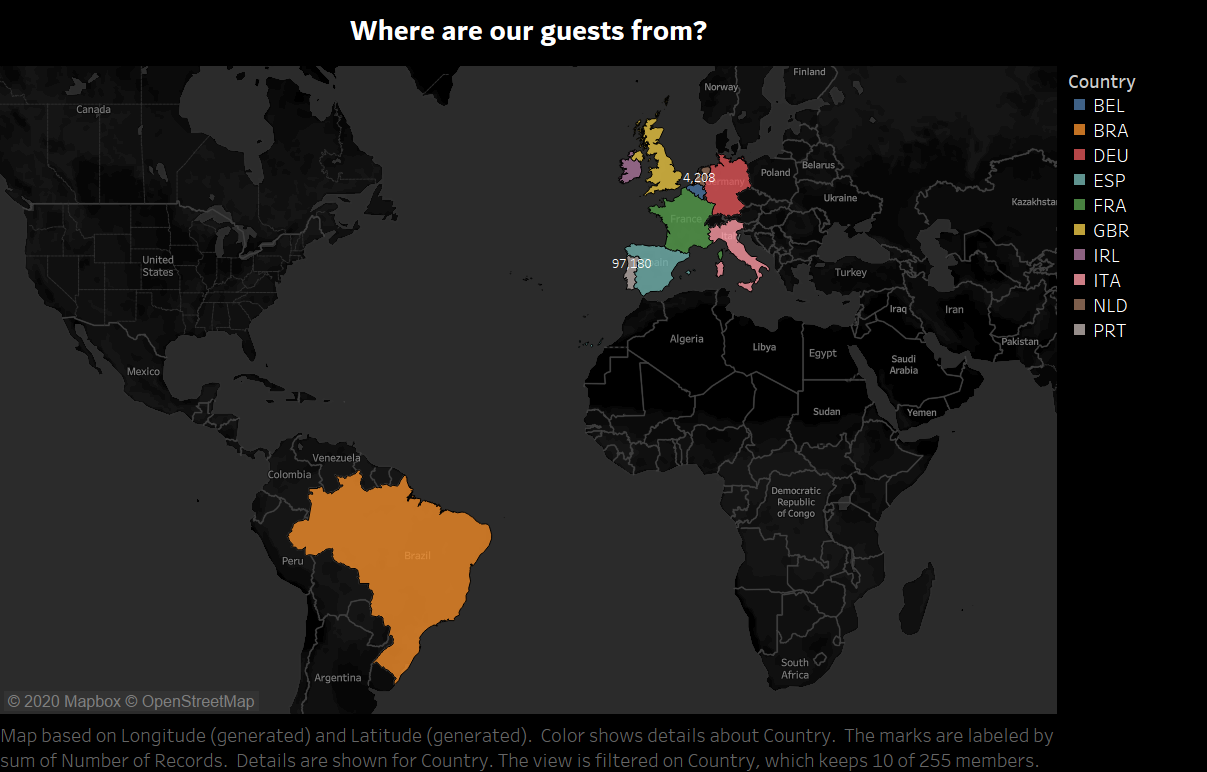 Where are our guests from?
Country
BEL
BRA
DEU
ESP
FRA
GBR
IRL
ITA
NLD
PRT
Finland
Norway
Canada
Belarus
Poland
4,208
Ukraine
Kazakhstan
France
United
States
97,180
Turkey
Iraq
Iran
Algeria
Libya
Egypt
Pakistan
Saudi
Arabia
Mexico
Sudan
Yemen
Venezuela
Colombia
Democratic
Republic
of Congo
Brazil
Peru
South
Africa
Argentina
© 2020 Mapbox © OpenStreetMap
Map based on Longitude (generated) and Latitude (generated). Color shows details about Country. The marks are labeled by
sum of Number of Records. Details are shown for Country. The view is filtered on Country, which keeps 10 of 255 members.